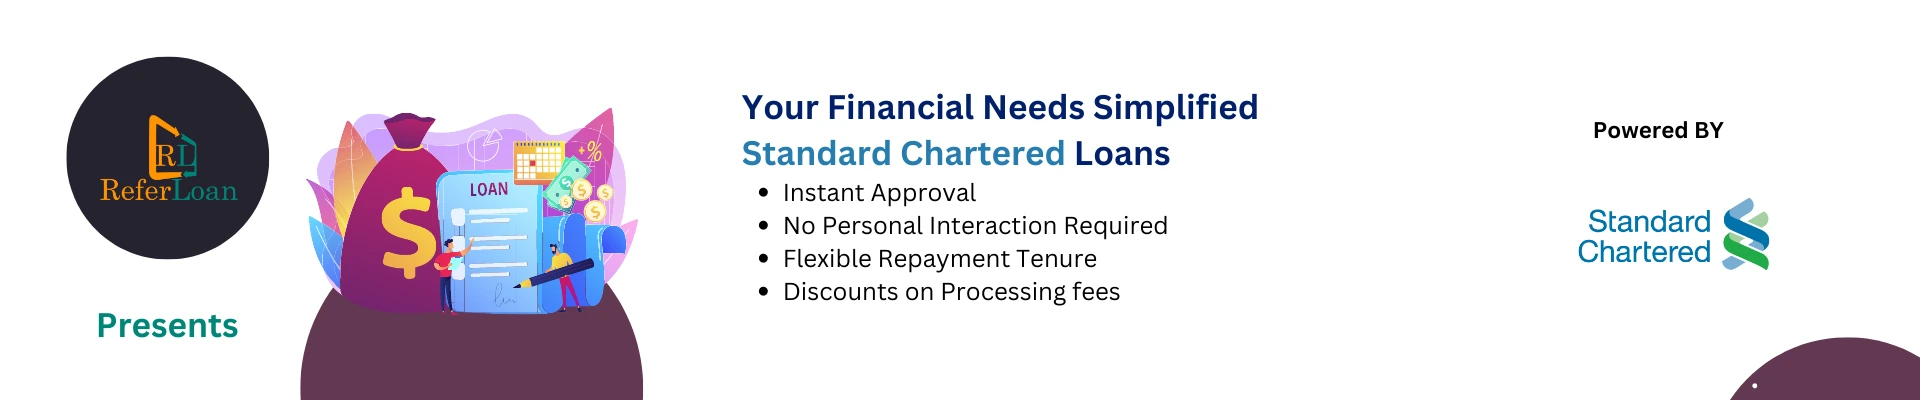 RL
ReferLoan
Presents
LOAN
$
%
Your Financial Needs Simplified
Standard Chartered Loans
• Instant Approval
• No Personal Interaction Required
• Flexible Repayment Tenure
• Discounts on Processing fees
Powered BY
Standard
Chartered